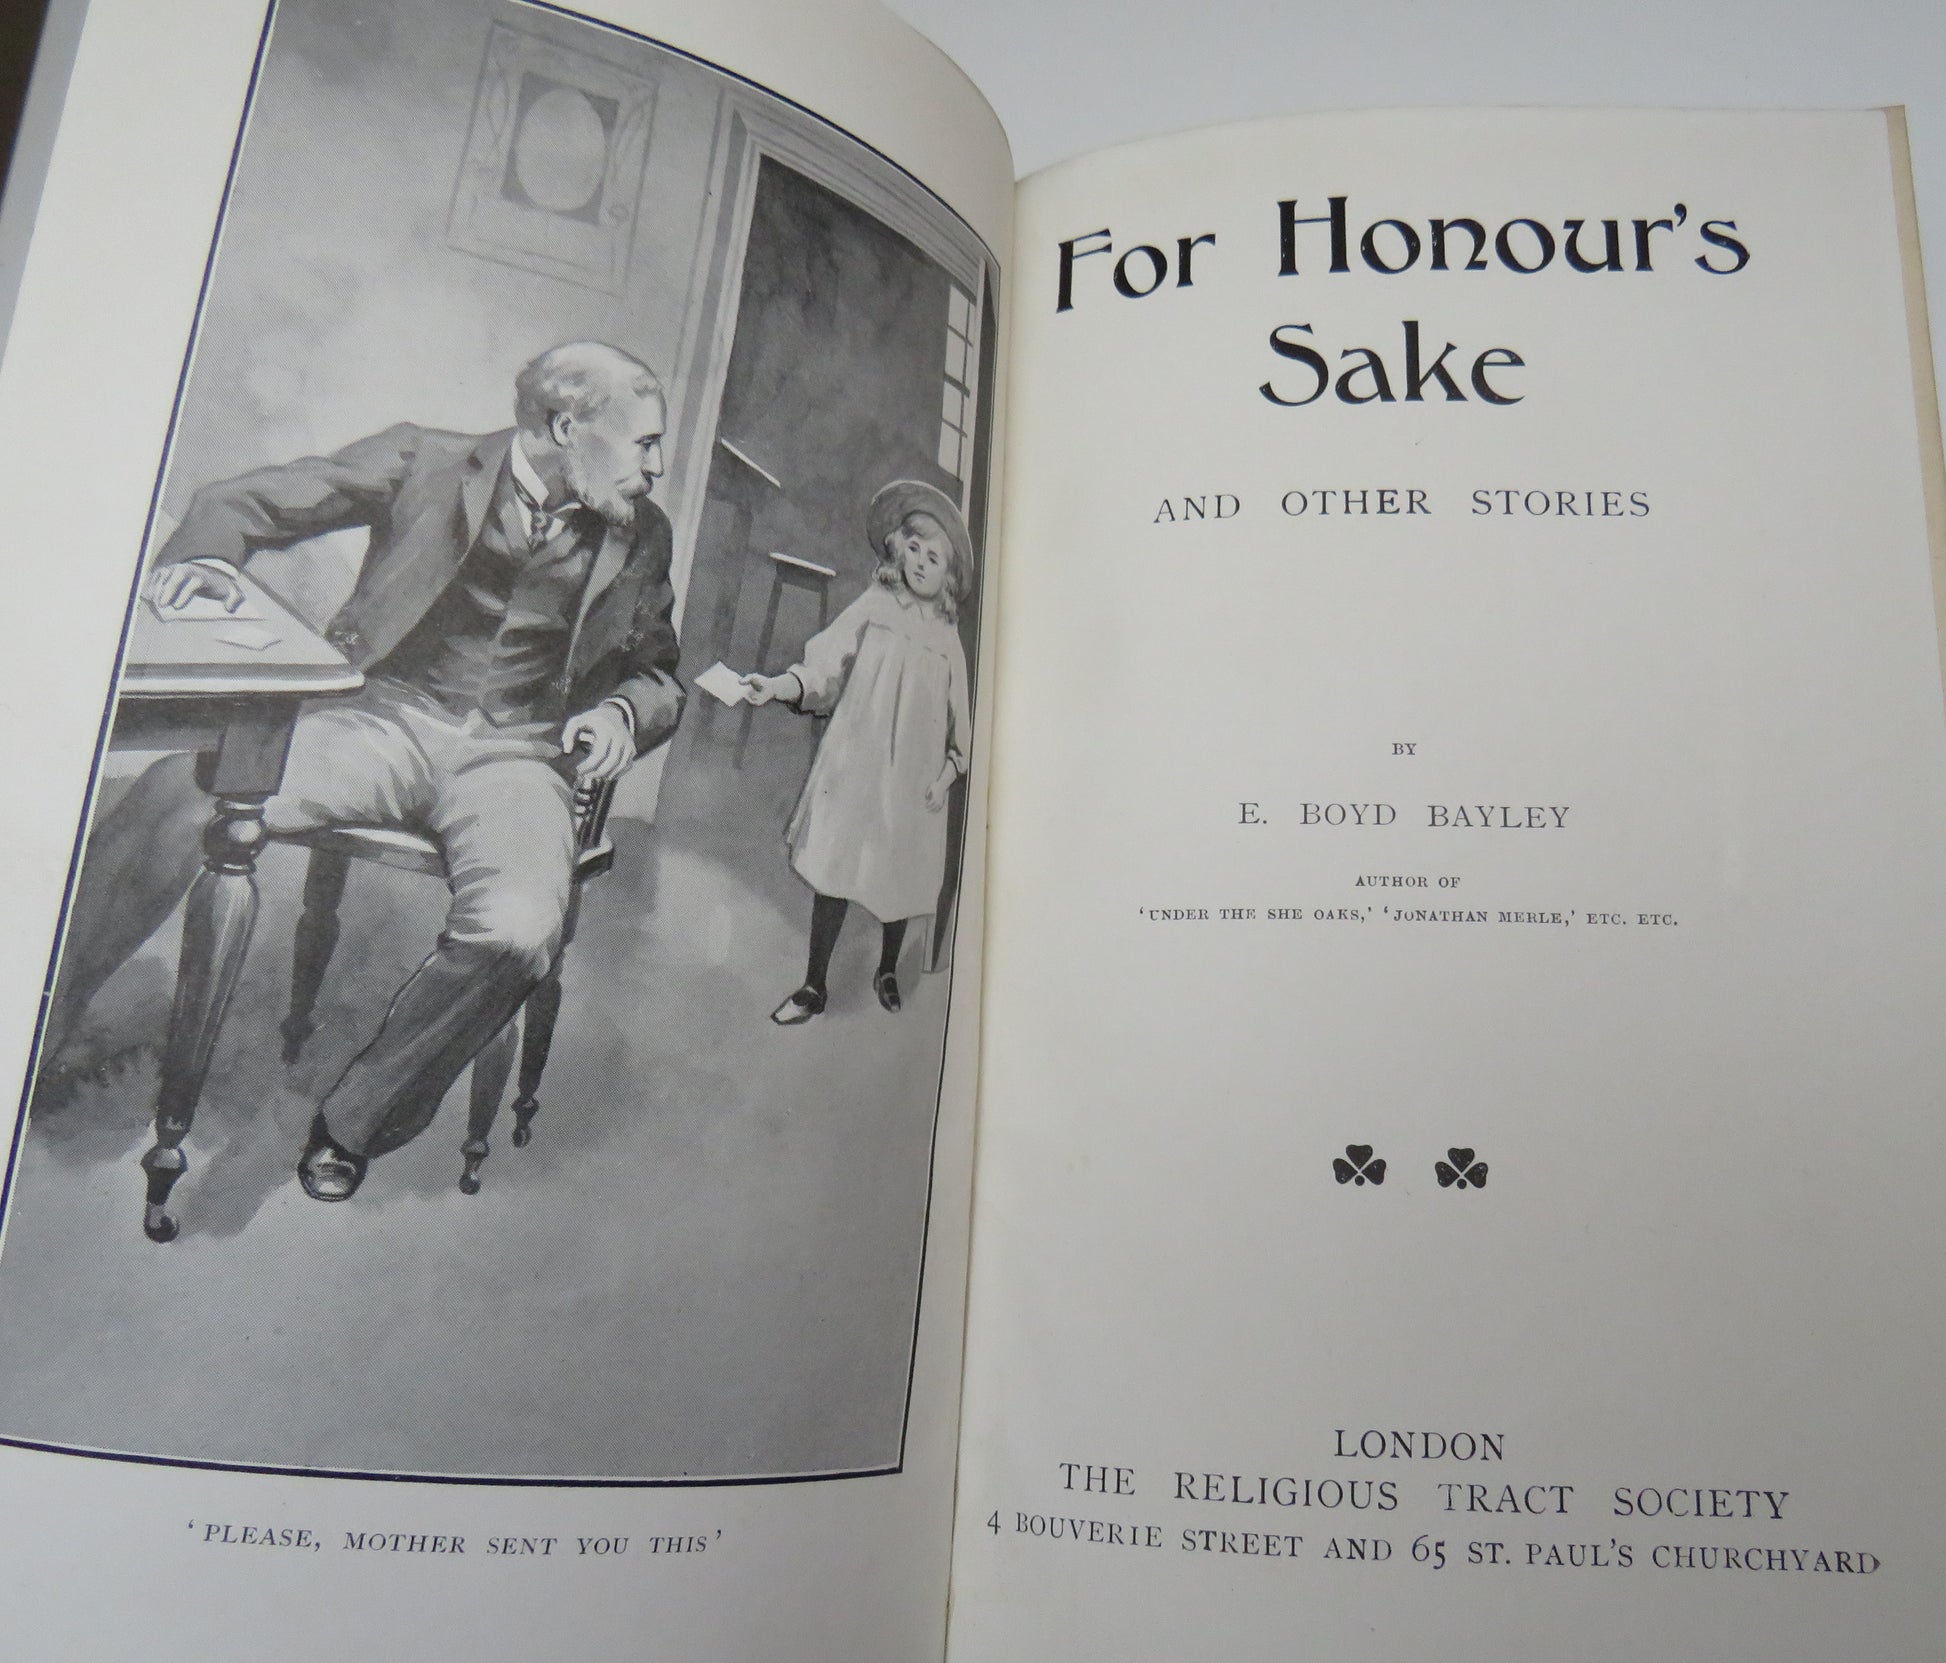 'PLEASE, MOTHER SENT YOU THIS'
For Honour's
Sake
AND OTHER STORIES
BY
E. BOYD BAYLEY
AUTHOR OF
'UNDER THE SHE OAKS,' 'JONATHAN MERLE,' ETC. ETC.
LONDON
THE RELIGIOUS TRACT SOCIETY
4 BOUVERIE STREET AND 65 ST. PAUL'S CHURCHYARD